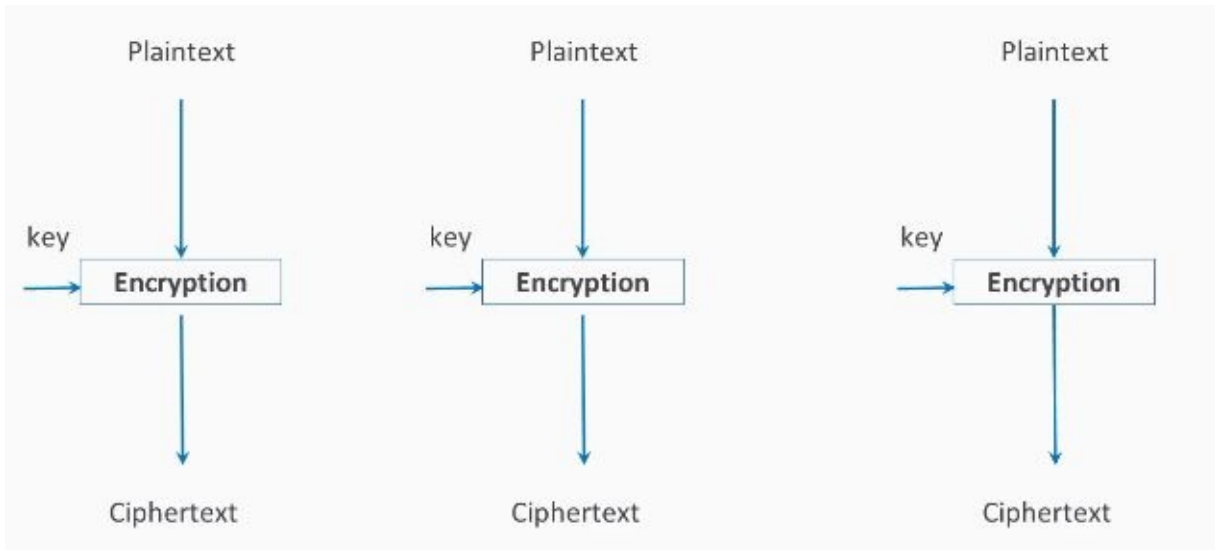 Plaintext Plaintext Plaintext
key key key
Encryption Encryption Encryption
Ciphertext Ciphertext Ciphertext